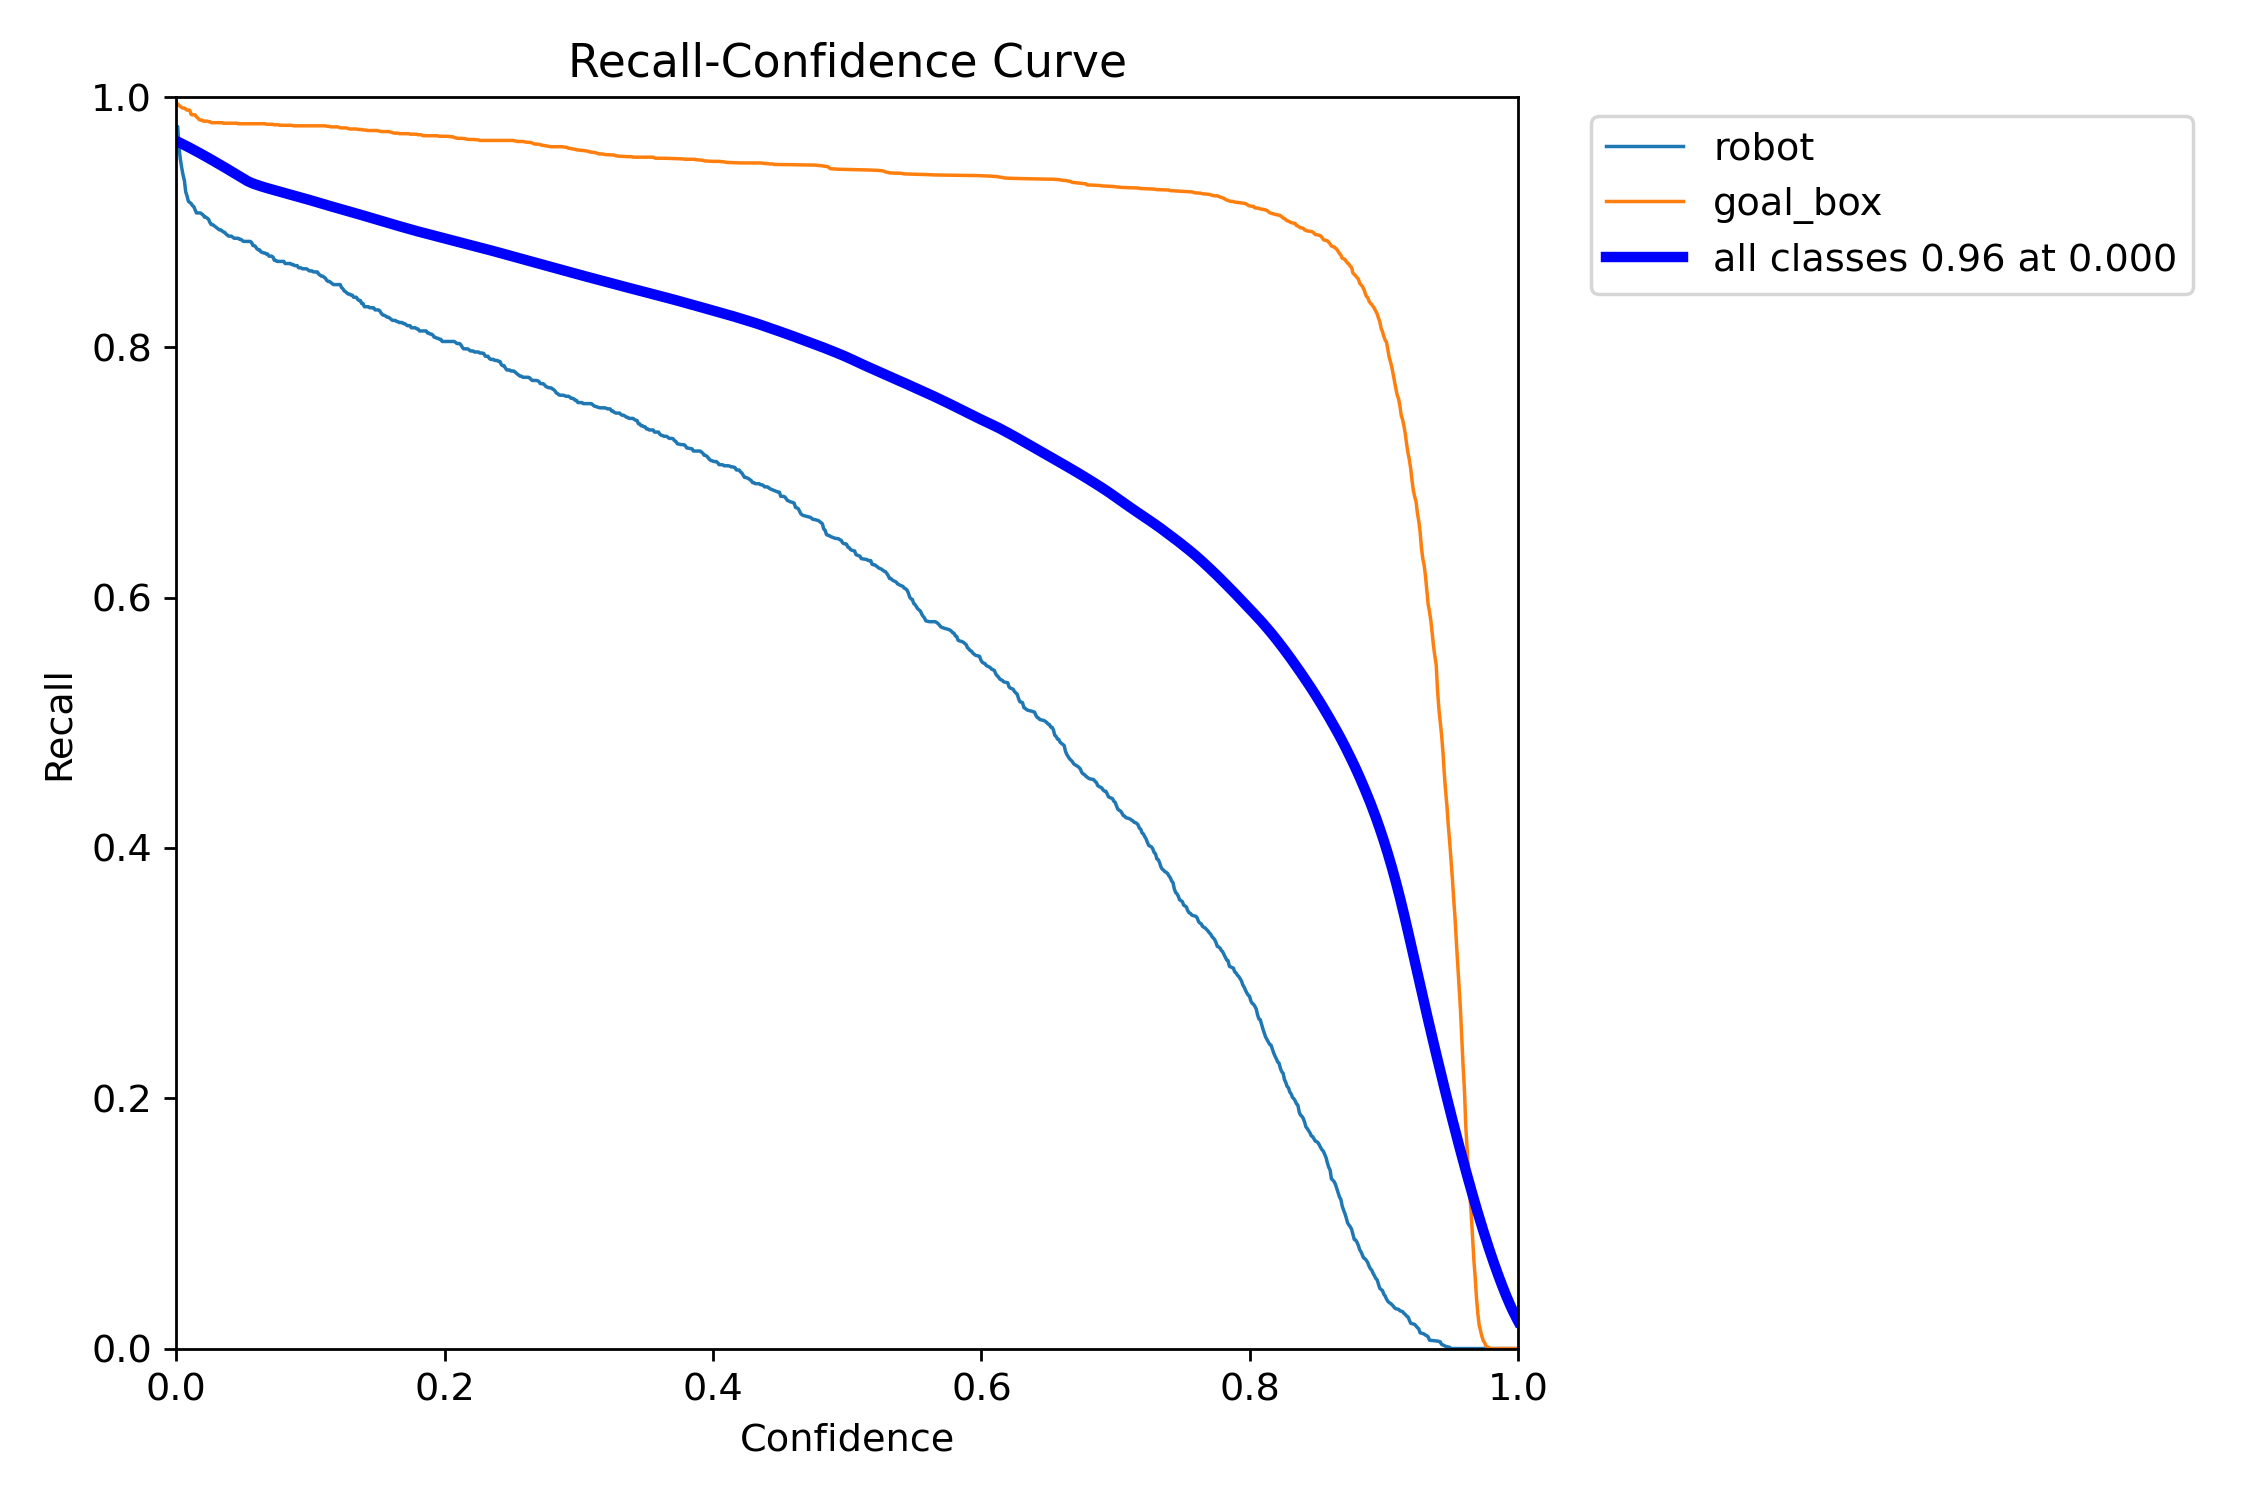 Recall-Confidence Curve
1.0
0.8
0.6
0.4
0.2
0.0
Recall
0.0 0.2 0.4 0.6 0.8 1.0
Confidence
robot
goal_box
all classes 0.96 at 0.000